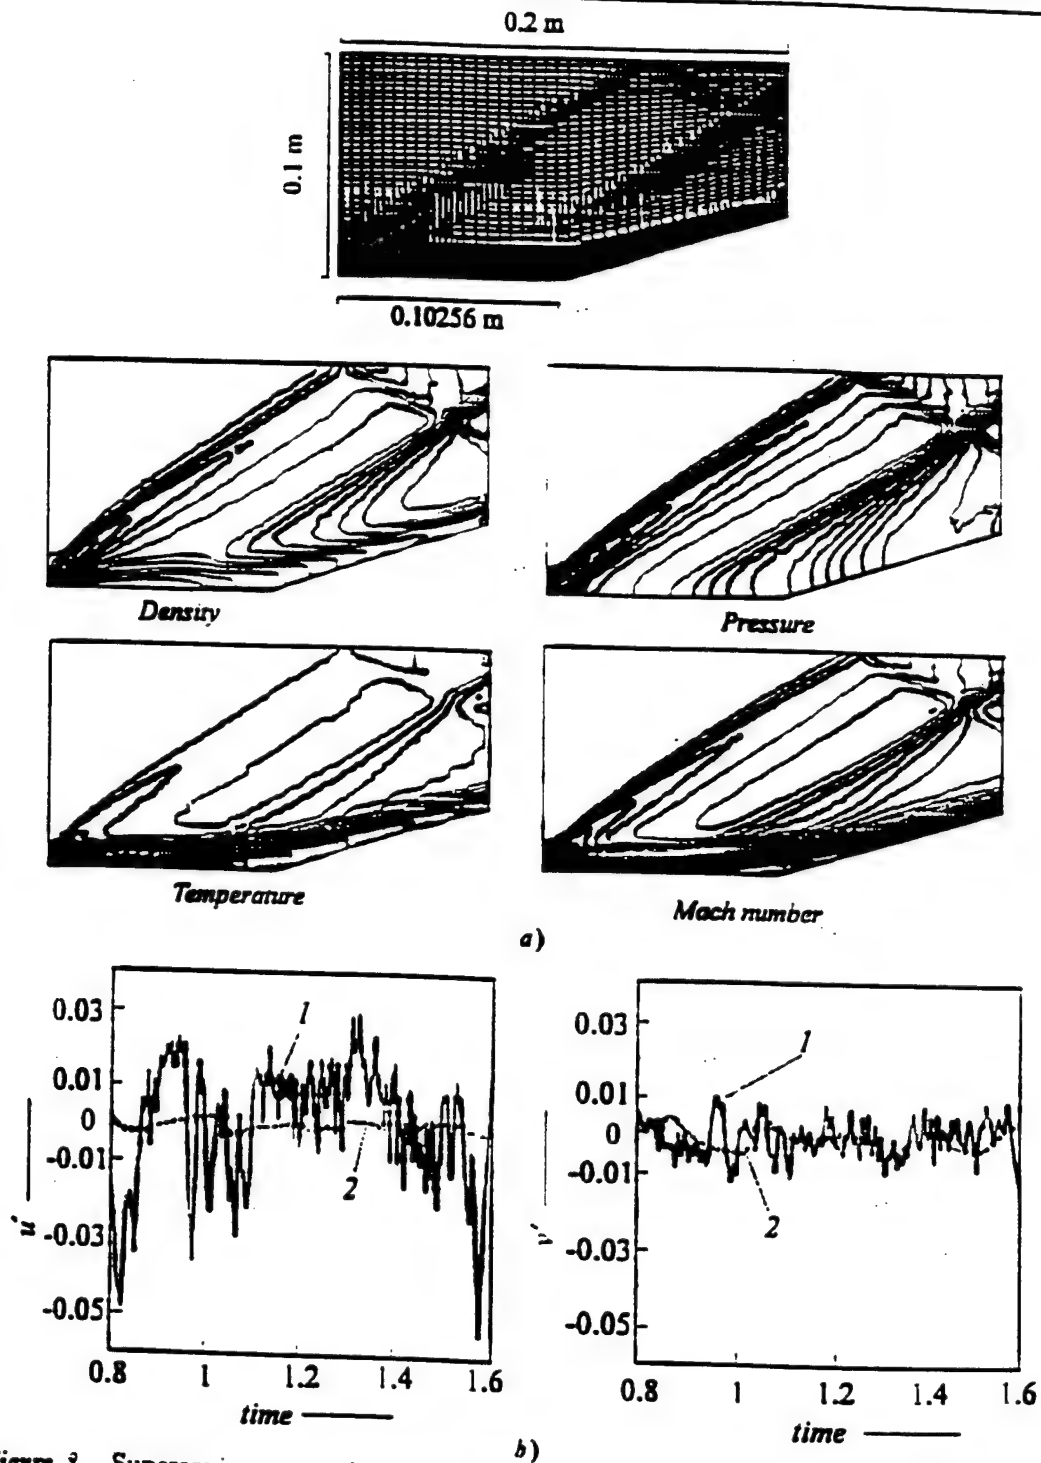 0.2 m
0.1 m
0.10256 m
Density
Pressure
Temperature
Mach number
a)
0.03
0.01
0
-0.01
-0.03
-0.05
u'
1
2
0.8 1 1.2 1.4 1.6
time
0.03
0.01
0
-0.01
-0.03
-0.05
v'
1
2
0.8 1 1.2 1.4 1.6
time
b)